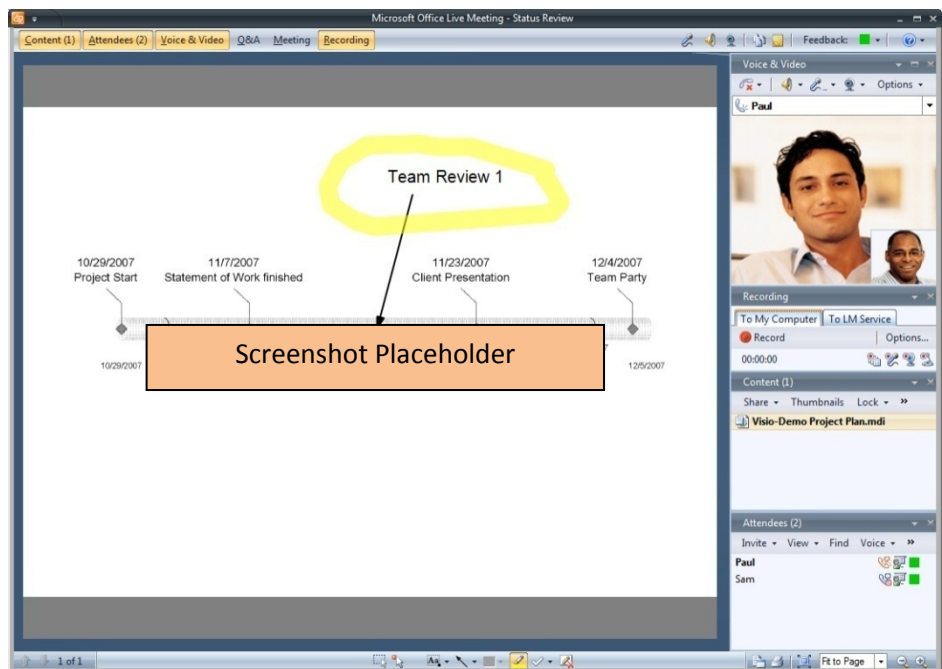 Microsoft Office Live Meeting - Status Review
Content (1) Attendees (2) Voice & Video Q&A Meeting Recording
Feedback:
Voice & Video
Options
Paul
Team Review 1
10/29/2007
Project Start
11/7/2007
Statement of Work finished
11/23/2007
Client Presentation
12/4/2007
Team Party
10/29/2007
12/5/2007
Screenshot Placeholder
Recording
To My Computer To LM Service
Record Options...
00:00:00
Content (1)
Share Thumbnails Lock »
Visio-Demo Project Plan.mdi
Attendees (2)
Invite View Find Voice »
Paul
Sam
1 of 1
Aa
Fit to Page